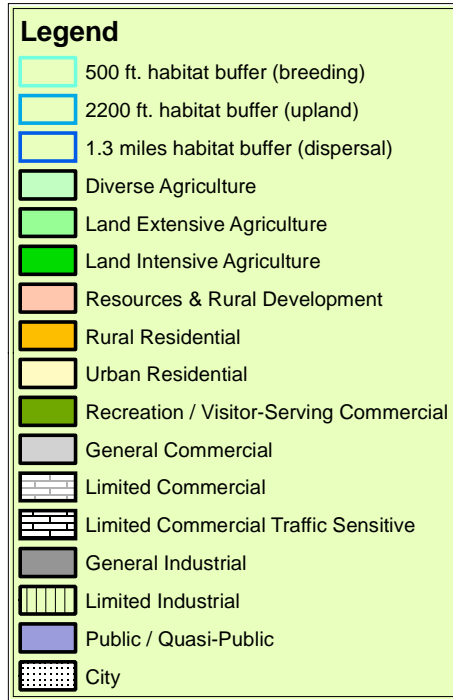 Legend
500 ft. habitat buffer (breeding)
2200 ft. habitat buffer (upland)
1.3 miles habitat buffer (dispersal)
Diverse Agriculture
Land Extensive Agriculture
Land Intensive Agriculture
Resources & Rural Development
Rural Residential
Urban Residential
Recreation / Visitor-Serving Commercial
General Commercial
Limited Commercial
Limited Commercial Traffic Sensitive
General Industrial
Limited Industrial
Public / Quasi-Public
City